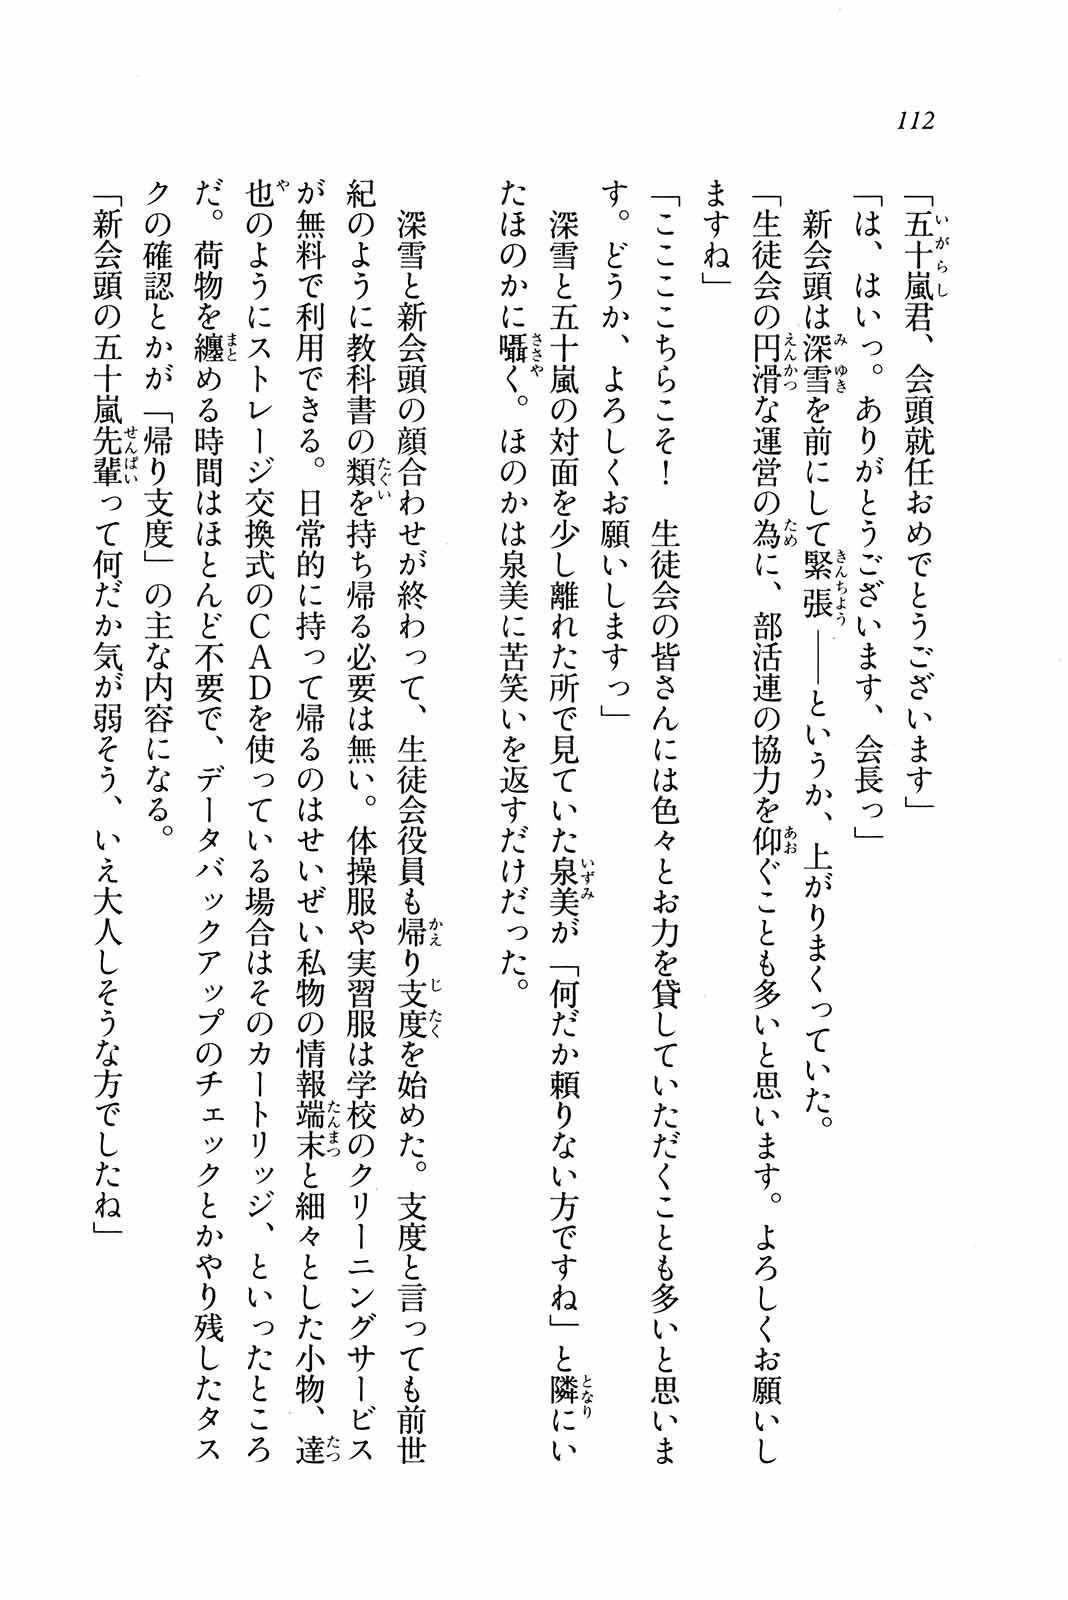 112
「五十嵐君、会頭就任おめでとうございます」
「は、はいっ。ありがとうございます、会長っ」
　新会頭は深雪を前にして緊張――というか、上がりまくっていた。
「生徒会の円滑な運営の為に、部活連の協力を仰ぐことも多いと思います。よろしくお願いし
ますね」
「ここここちらこそ！　生徒会の皆さんには色々とお力を貸していただくことも多いと思いま
す。どうか、よろしくお願いしますっ」
　深雪と五十嵐の対面を少し離れた所で見ていた泉美が「何だか頼りない方ですね」と隣にい
たほのかに囁く。ほのかは泉美に苦笑いを返すだけだった。
　深雪と新会頭の顔合わせが終わって、生徒会役員も帰り支度を始めた。支度と言っても前世
紀のように教科書の類を持ち帰る必要は無い。体操服や実習服は学校のクリーニングサービス
が無料で利用できる。日常的に持って帰るのはせいぜい私物の情報端末と細々とした小物、達
也のようにストレージ交換式のＣＡＤを使っている場合はそのカートリッジ、といったところ
だ。荷物を纏める時間はほとんど不要で、データバックアップのチェックとかやり残したタス
クの確認とかが「帰り支度」の主な内容になる。
「新会頭の五十嵐先輩って何だか気が弱そう、いえ大人しそうな方でしたね」